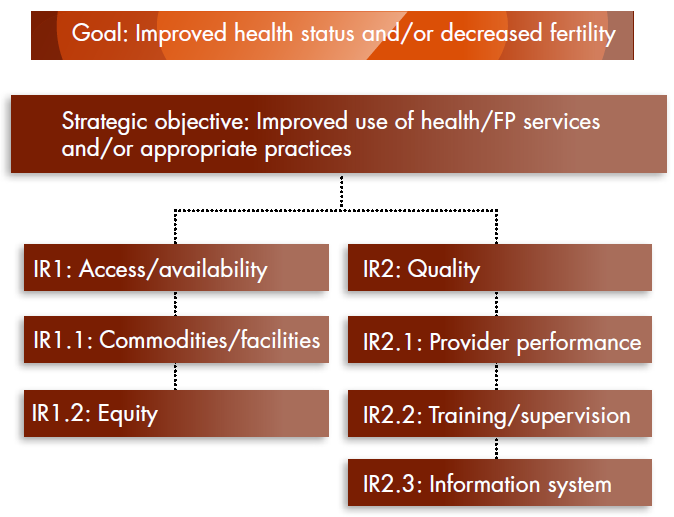 Goal: Improved health status and/or decreased fertility
Strategic objective: Improved use of health/FP services
and/or appropriate practices
IR1: Access/availability
IR2: Quality
IR1.1: Commodities/facilities
IR2.1: Provider performance
IR1.2: Equity
IR2.2: Training/supervision
IR2.3: Information system